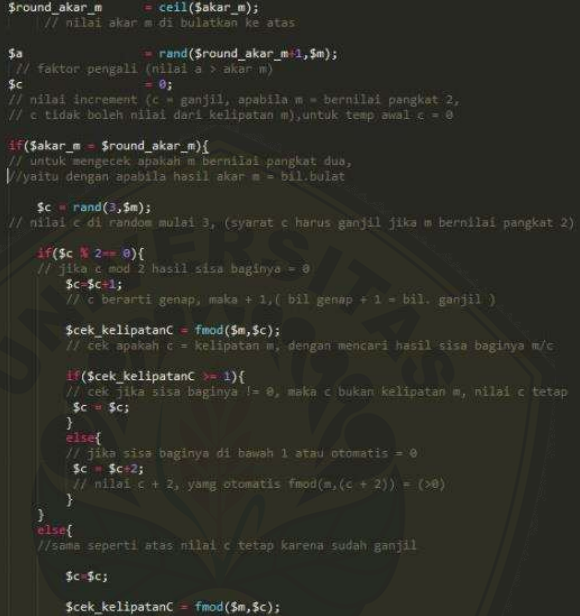 $round_akar_m = ceil($akar_m);
// nilai akar m di bulatkan ke atas
$a = rand($round_akar_m+1,$m);
// faktor pengali (nilai a > akar m)
$c = 0;
// nilai increment (c = ganjil, apabila m = bernilai pangkat 2,
// c tidak boleh nilai dari kelipatan m),untuk temp awal c = 0
if($akar_m = $round_akar_m){
// untuk mengecek apakah m bernilai pangkat dua,
//yaitu dengan apabila hasil akar m = bil.bulat
$c = rand(3,$m);
// nilai c di random mulai 3, (syarat c harus ganjil jika m bernilai pangkat 2)
if($c % 2== 0){
// jika c mod 2 hasil sisa baginya = 0
$c=$c+1;
// c berarti genap, maka + 1,( bil genap + 1 = bil. ganjil )
$cek_kelipatanC = fmod($m,$c);
// cek apakah c = kelipatan m, dengan mencari hasil sisa baginya m/c
if($cek_kelipatanC >= 1){
// cek jika sisa baginya != 0, maka c bukan kelipatan m, nilai c tetap
$c = $c;
}
else{
// jika sisa baginya di bawah 1 atau otomatis = 0
$c = $c+2;
// nilai c + 2, yamg otomatis fmod(m,(c + 2)) = (>0)
}
}
else{
//sama seperti atas nilai c tetap karena sudah ganjil
$c=$c;
$cek_kelipatanC = fmod($m,$c);